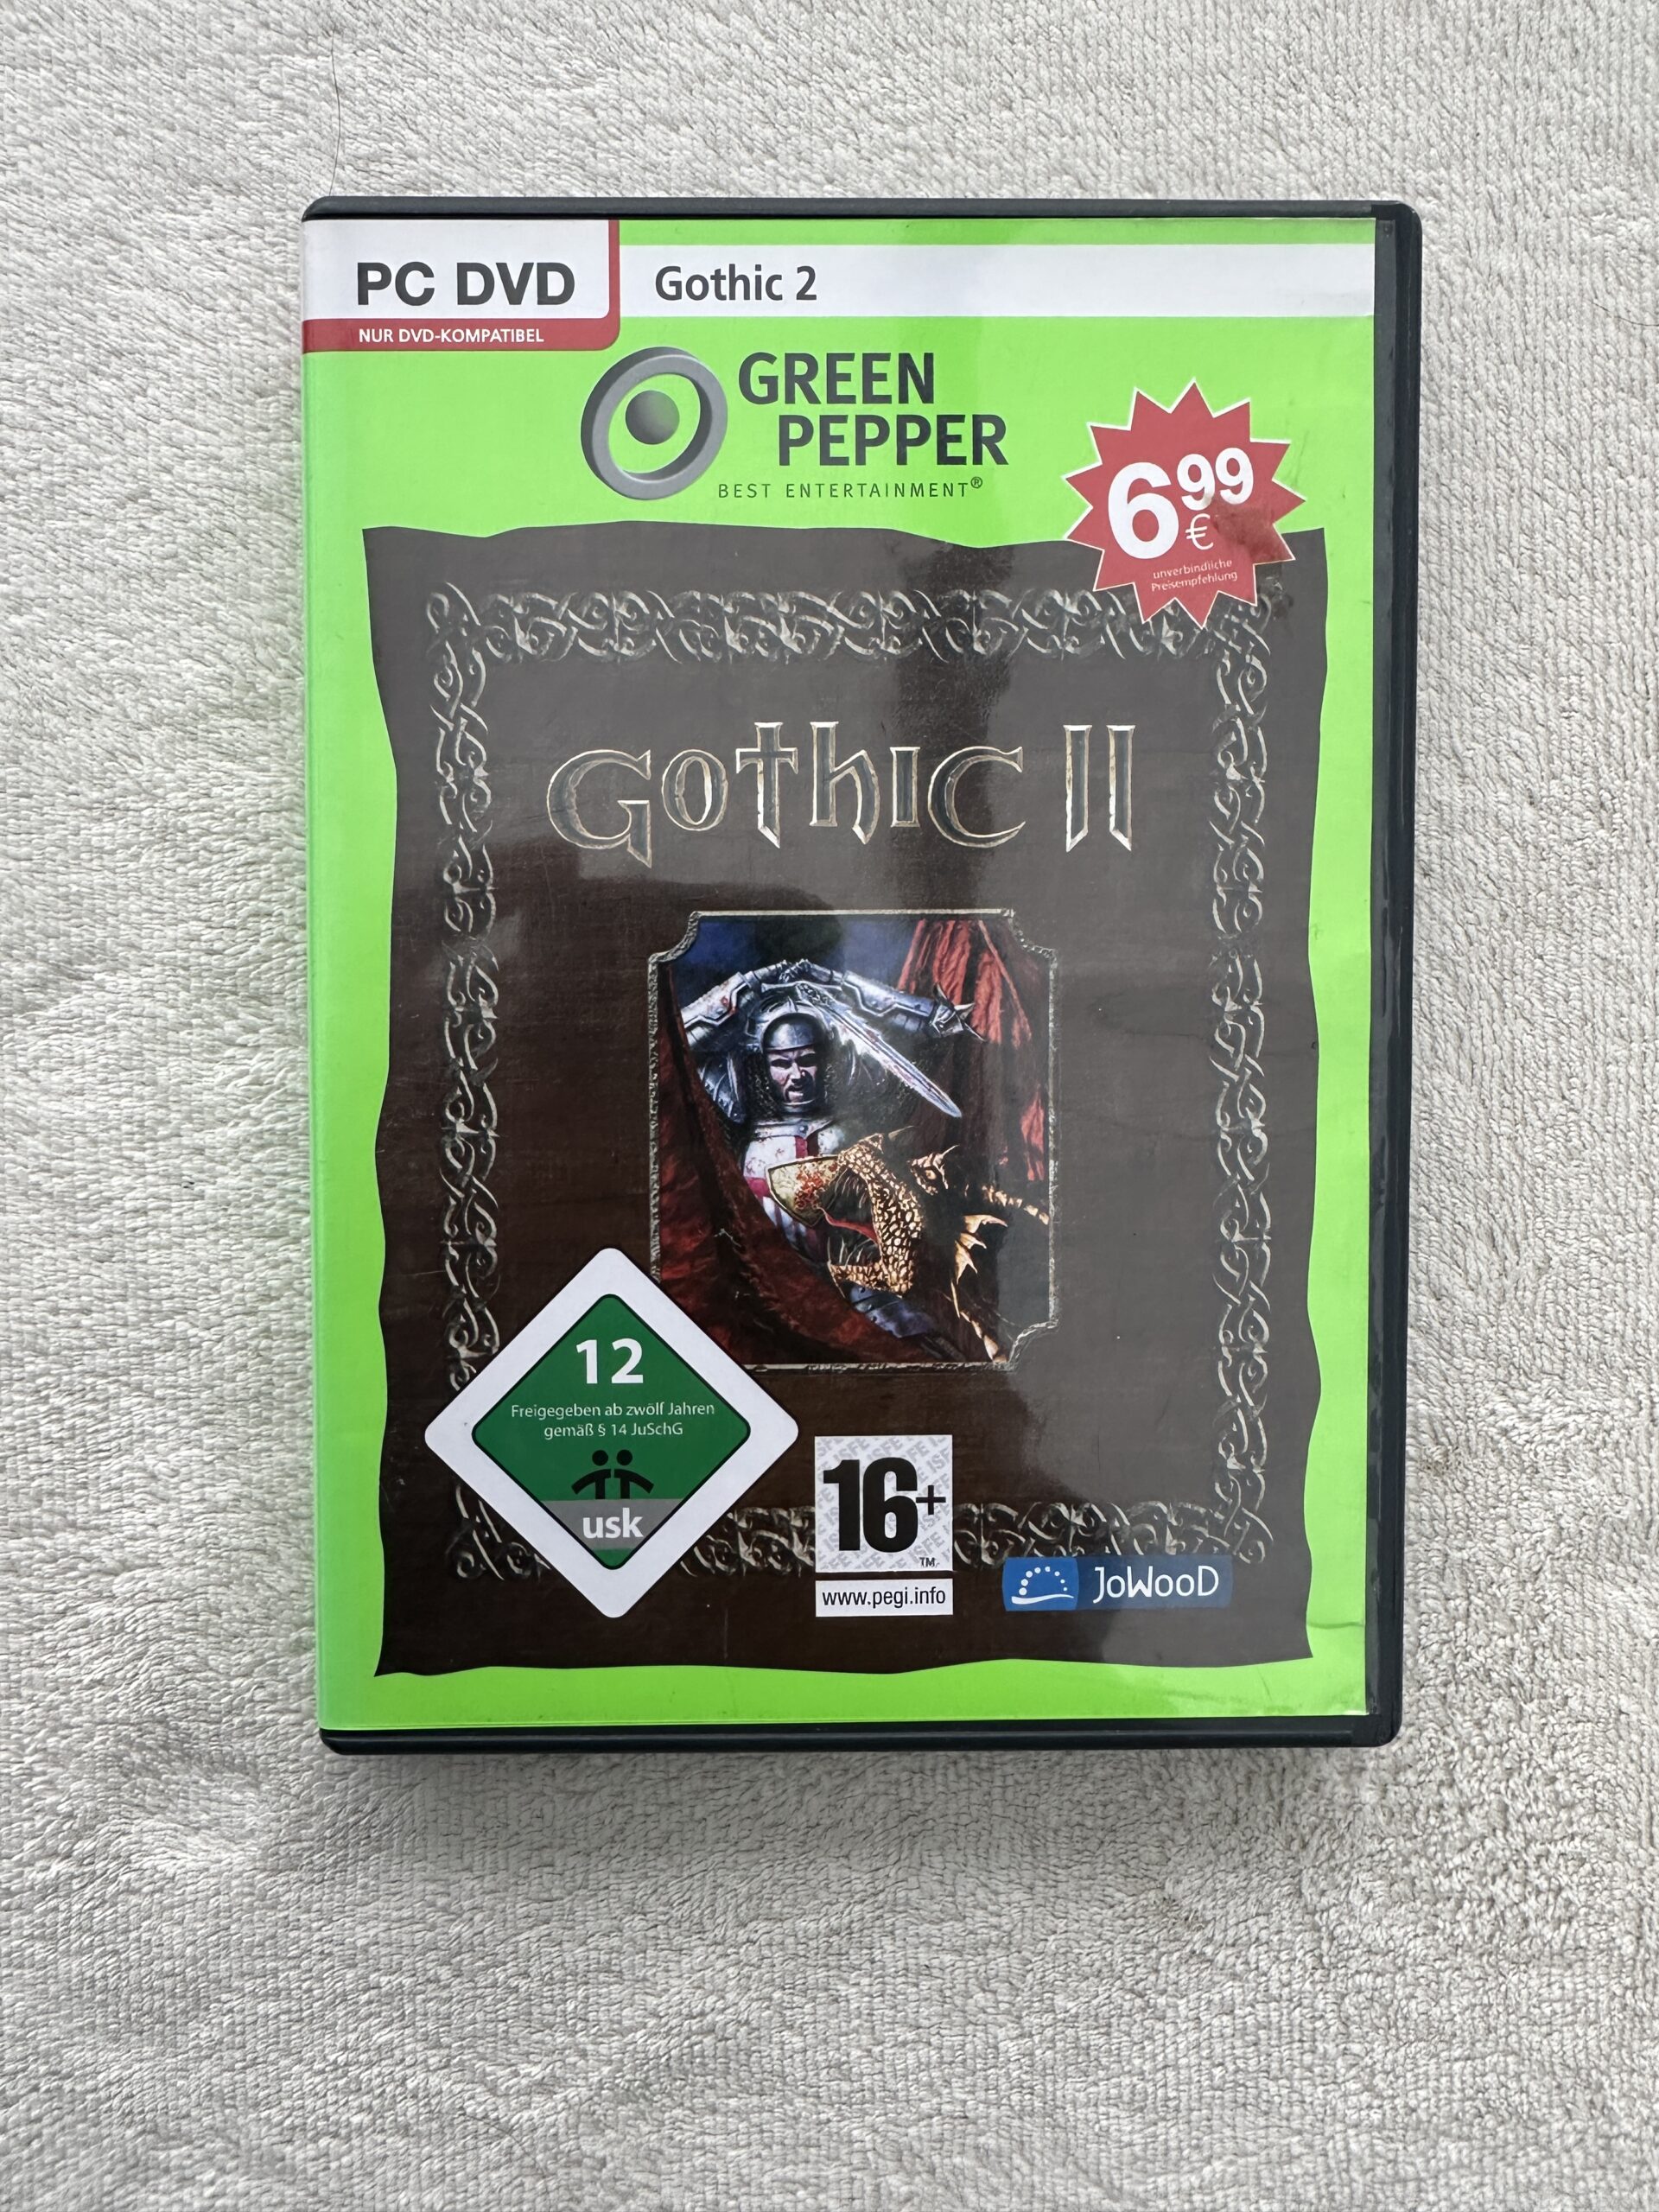 PC DVD
NUR DVD-KOMPATIBEL
Gothic 2
GREEN
PEPPER
BEST ENTERTAINMENT®
6 99
€
unverbindliche
Preisempfehlung
GOTHIC II
12
Freigegeben ab zwölf Jahren
gemäß § 14 JuSchG
usk
16+
TM
www.pegi.info
JoWooD